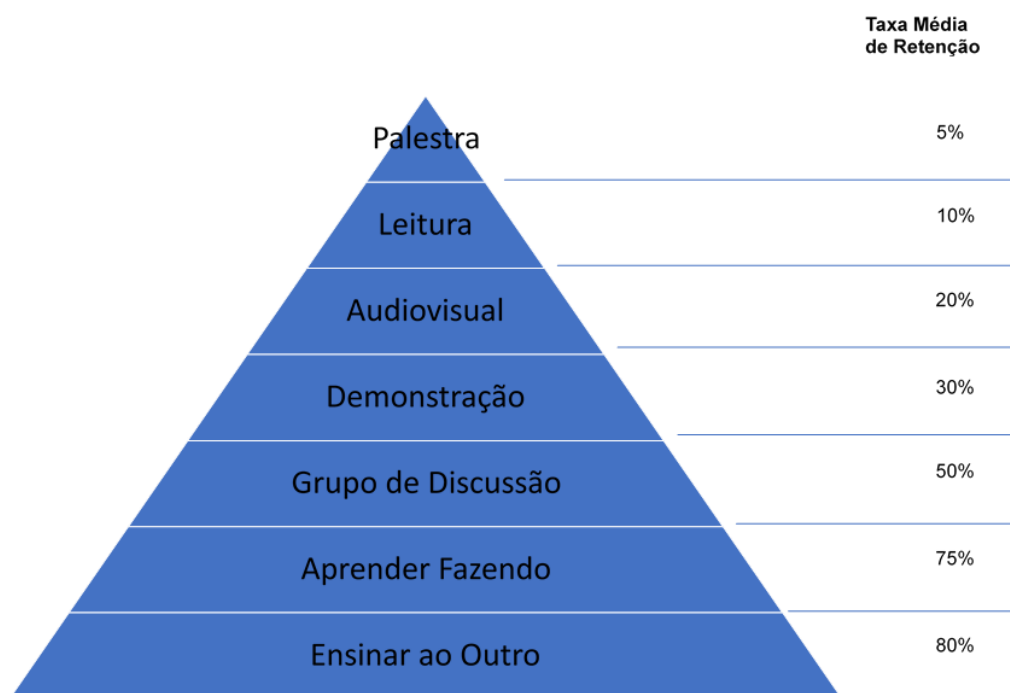 Taxa Média
de Retenção
Palestra
5%
Leitura
10%
Audiovisual
20%
Demonstração
30%
Grupo de Discussão
50%
Aprender Fazendo
75%
Ensinar ao Outro
80%